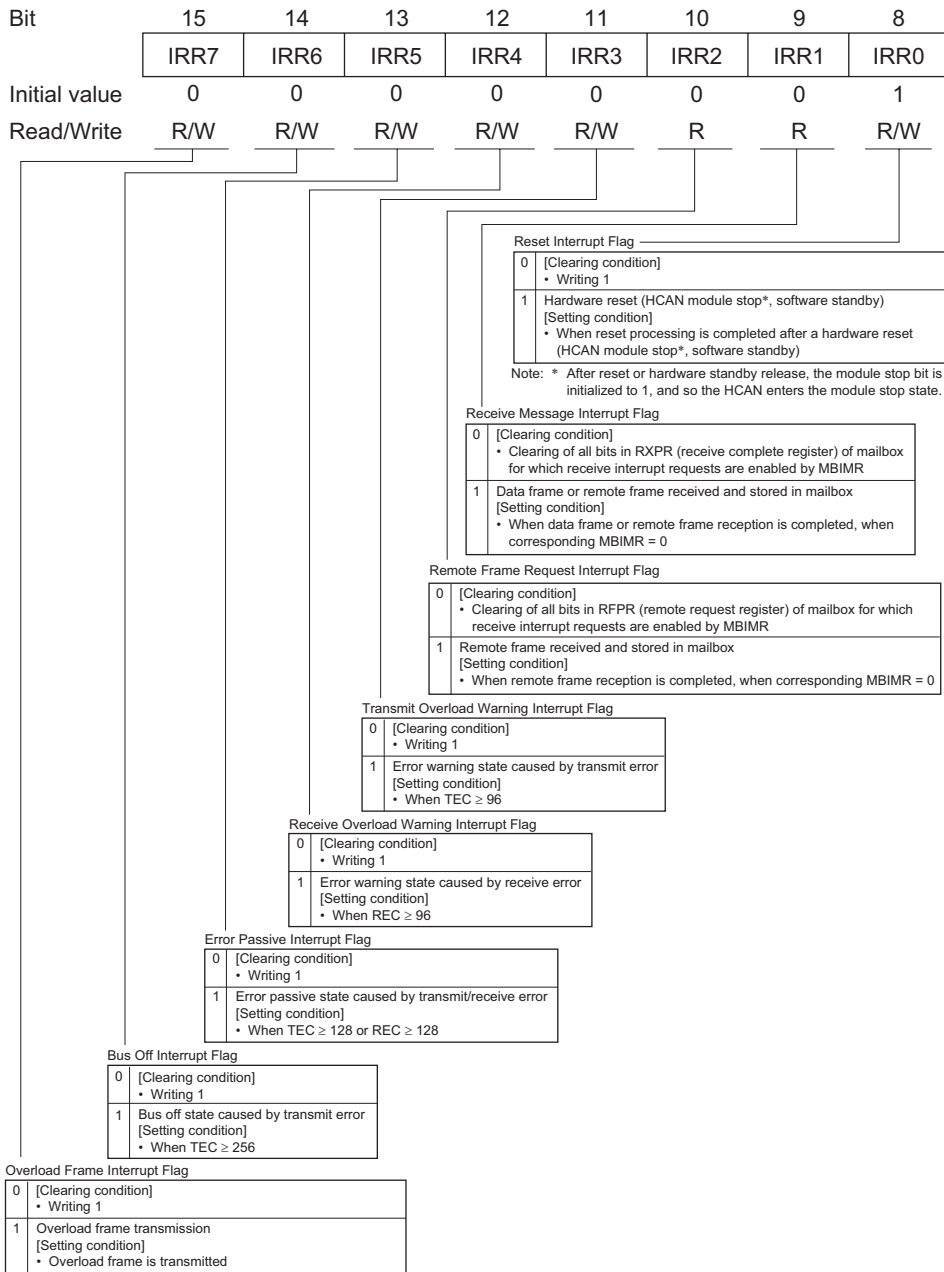 Bit 15 14 13 12 11 10 9 8
IRR7 IRR6 IRR5 IRR4 IRR3 IRR2 IRR1 IRR0
Initial value 0 0 0 0 0 0 0 1
Read/Write R/W R/W R/W R/W R/W R R R/W
Reset Interrupt Flag
0 [Clearing condition]
• Writing 1
1 Hardware reset (HCAN module stop*, software standby)
[Setting condition]
• When reset processing is completed after a hardware reset
(HCAN module stop*, software standby)
Note: * After reset or hardware standby release, the module stop bit is
initialized to 1, and so the HCAN enters the module stop state.
Receive Message Interrupt Flag
0 [Clearing condition]
• Clearing of all bits in RXPR (receive complete register) of mailbox
for which receive interrupt requests are enabled by MBIMR
1 Data frame or remote frame received and stored in mailbox
[Setting condition]
• When data frame or remote frame reception is completed, when
corresponding MBIMR = 0
Remote Frame Request Interrupt Flag
0 [Clearing condition]
• Clearing of all bits in RFPR (remote request register) of mailbox for which
receive interrupt requests are enabled by MBIMR
1 Remote frame received and stored in mailbox
[Setting condition]
• When remote frame reception is completed, when corresponding MBIMR = 0
Transmit Overload Warning Interrupt Flag
0 [Clearing condition]
• Writing 1
1 Error warning state caused by transmit error
[Setting condition]
• When TEC ≥ 96
Receive Overload Warning Interrupt Flag
0 [Clearing condition]
• Writing 1
1 Error warning state caused by receive error
[Setting condition]
• When REC ≥ 96
Error Passive Interrupt Flag
0 [Clearing condition]
• Writing 1
1 Error passive state caused by transmit/receive error
[Setting condition]
• When TEC ≥ 128 or REC ≥ 128
Bus Off Interrupt Flag
0 [Clearing condition]
• Writing 1
1 Bus off state caused by transmit error
[Setting condition]
• When TEC ≥ 256
Overload Frame Interrupt Flag
0 [Clearing condition]
• Writing 1
1 Overload frame transmission
[Setting condition]
• Overload frame is transmitted